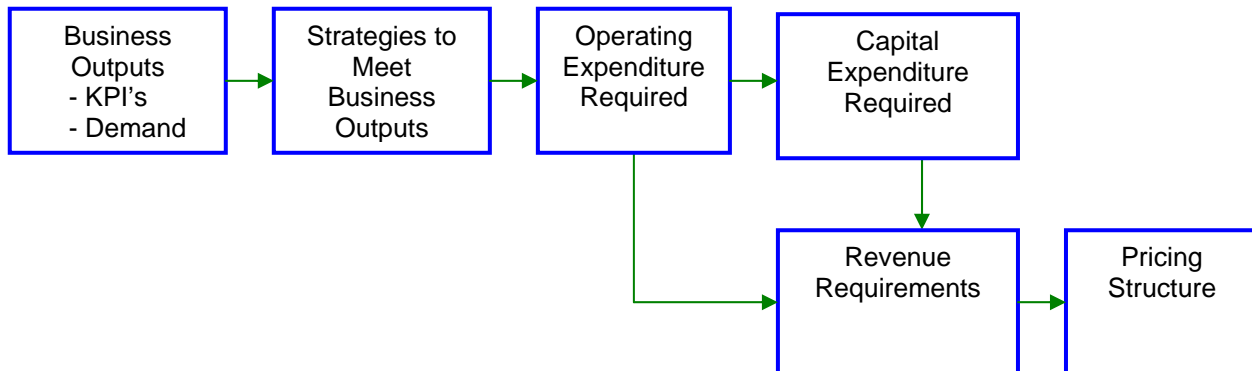 Business
Outputs
- KPI's
- Demand
Strategies to
Meet
Business
Outputs
Operating
Expenditure
Required
Capital
Expenditure
Required
Revenue
Requirements
Pricing
Structure